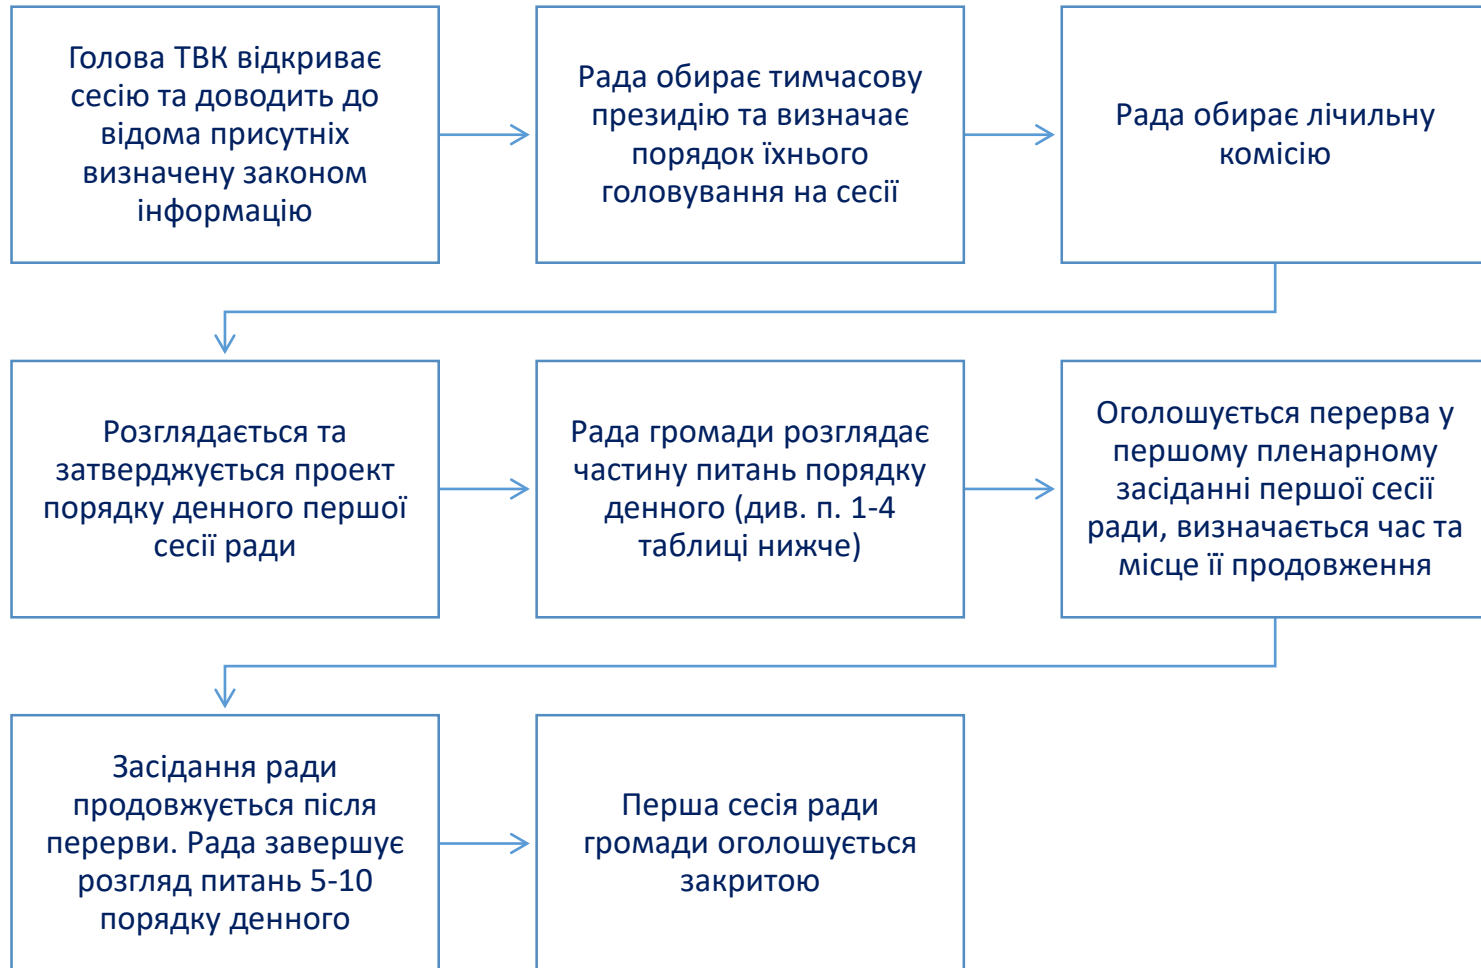 Голова ТВК відкриває
сесію та доводить до
відома присутніх
визначену законом
інформацію
Рада обирає тимчасову
президію та визначає
порядок їхнього
головування на сесії
Рада обирає лічильну
комісію
Розглядається та
затверджується проект
порядку денного першої
сесії ради
Рада громади розглядає
частину питань порядку
денного (див. п. 1-4
таблиці нижче)
Оголошується перерва у
першому пленарному
засіданні першої сесії
ради, визначається час та
місце її продовження
Засідання ради
продовжується після
перерви. Рада завершує
розгляд питань 5-10
порядку денного
Перша сесія ради
громади оголошується
закритою